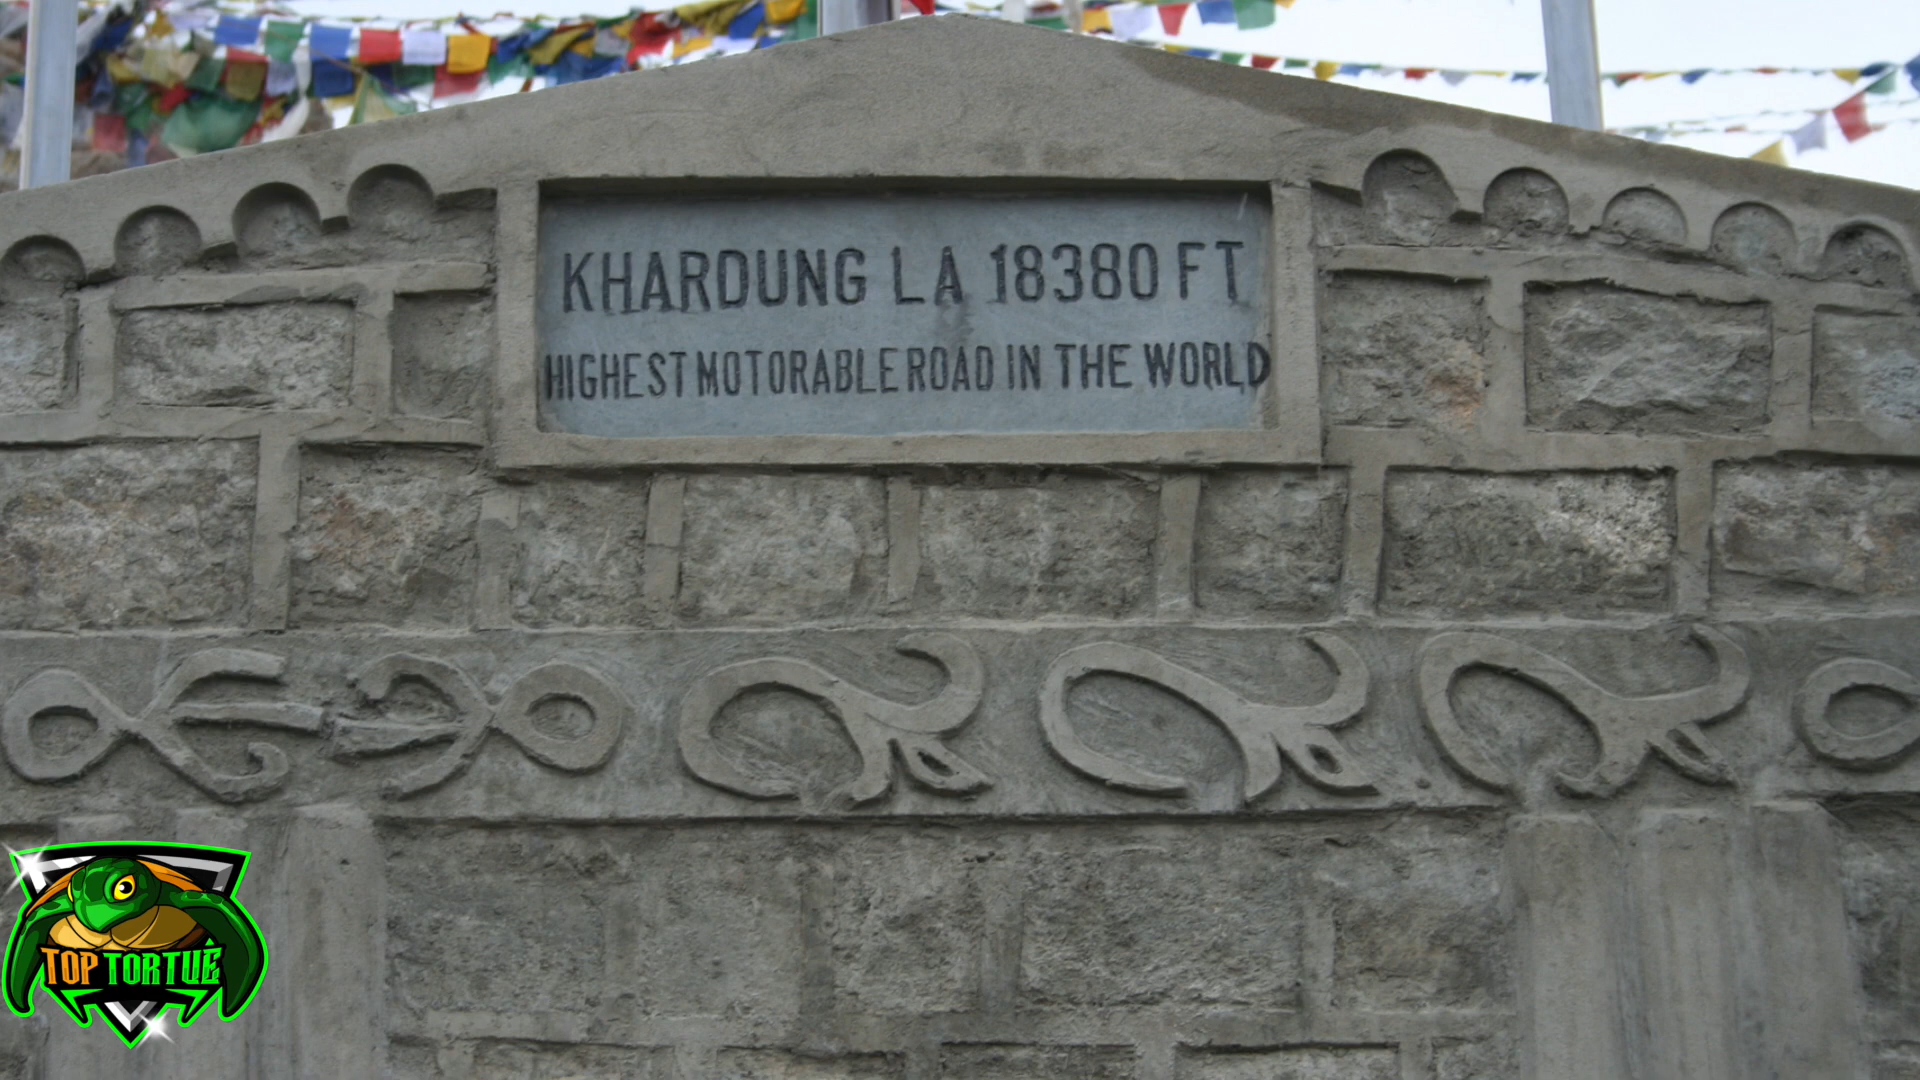 KHARDUNG LA 18380 FT
HIGHEST MOTORABLE ROAD IN THE WORLD
TOP TORTUE